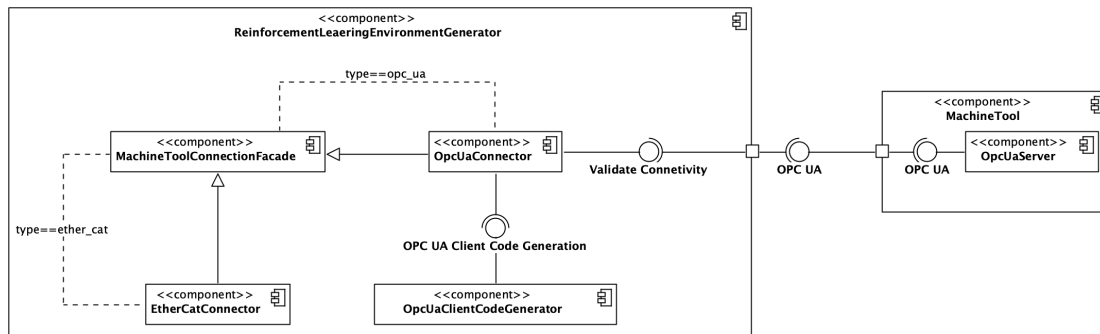 <<component>>
ReinforcementLeaeringEnvironmentGenerator
type==opc_ua
<<component>>
MachineTool
<<component>>
MachineToolConnectionFacade
<<component>>
OpcUaConnector
<<component>>
OpcUaServer
Validate Connetivity
OPC UA
OPC UA
type==ether_cat
OPC UA Client Code Generation
<<component>>
EtherCatConnector
<<component>>
OpcUaClientCodeGenerator